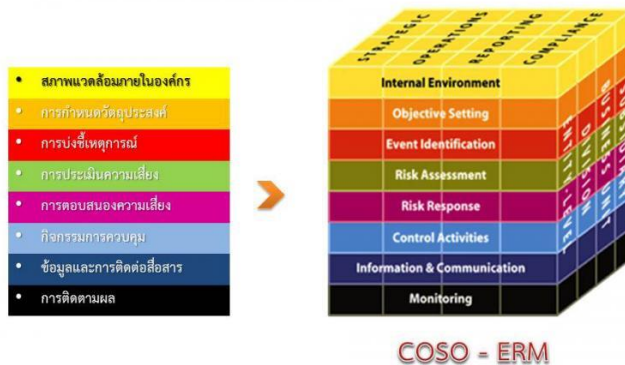 • สภาพแวดล้อมภายในองค์กร
• การกำหนดวัตถุประสงค์
• การบ่งชี้เหตุการณ์
• การประเมินความเสี่ยง
• การตอบสนองความเสี่ยง
• กิจกรรมการควบคุม
• ข้อมูลและการติดต่อสื่อสาร
• การติดตามผล
STRATEGIC
OPERATIONS
REPORTING
COMPLIANCE
Internal Environment
Objective Setting
Event Identification
Risk Assessment
Risk Response
Control Activities
Information & Communication
Monitoring
ENTITY-LEVEL
DIVISION
BUSINESS UNIT
COSO - ERM